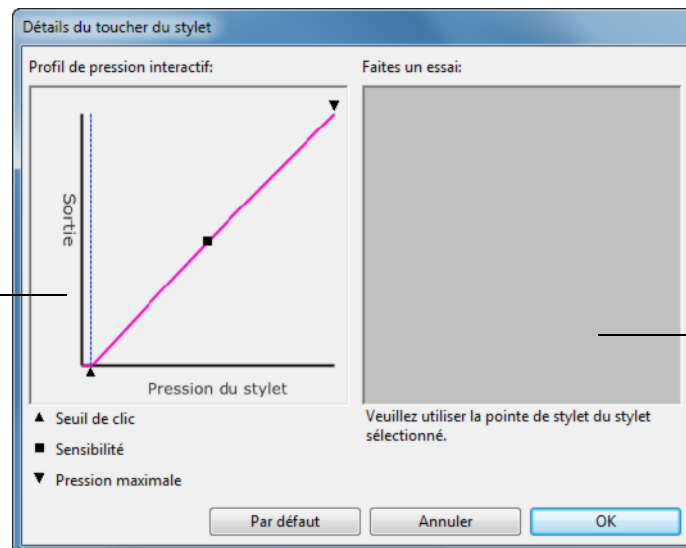 Détails du toucher du stylet
Profil de pression interactif:
Faites un essai:
Sortie
Pression du stylet
Seuil de clic
Sensibilité
Pression maximale
Veuillez utiliser la pointe de stylet du stylet
sélectionné.
Par défaut
Annuler
OK